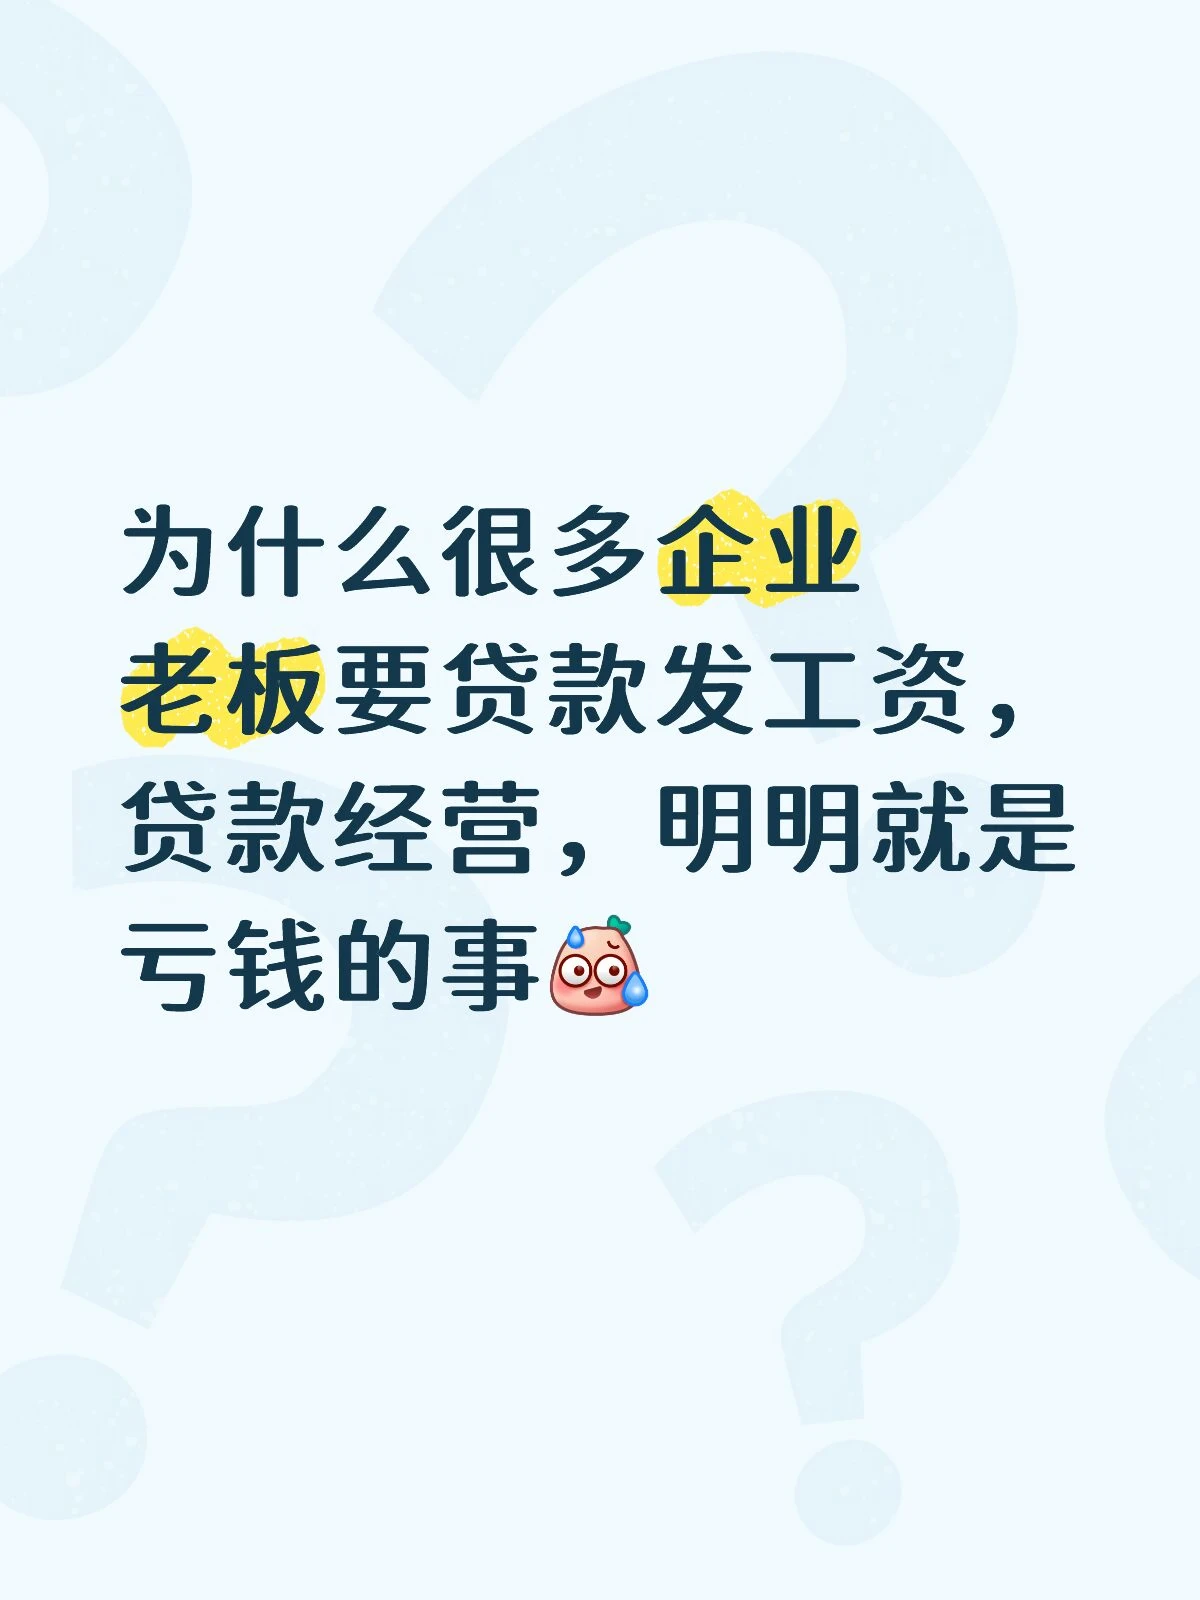 为什么很多企业
老板要贷款发工资，
贷款经营，明明就是
亏钱的事